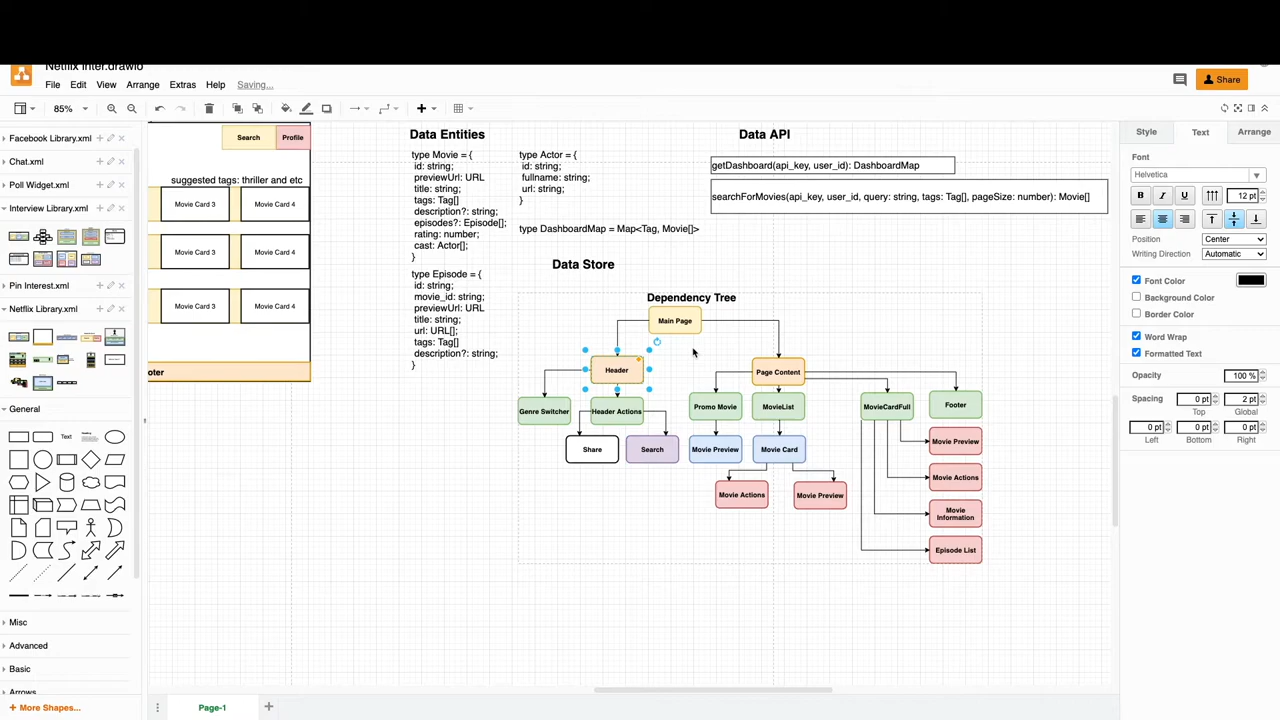 Netflix Inter.drawio
File Edit View Arrange Extras Help Saving...
Share
85%
Facebook Library.xml
Chat.xml
Poll Widget.xml
Interview Library.xml
Pin Interest.xml
Netflix Library.xml
General
Text
Misc
Advanced
Basic
Arrows
+ More Shapes...
Search
Profile
suggested tags: thriller and etc
Movie Card 3
Movie Card 4
Movie Card 3
Movie Card 4
Movie Card 3
Movie Card 4
oter
Data Entities
type Movie = {
id: string;
previewUrl: URL
title: string;
tags: Tag[]
description?: string;
episodes?: Episode[];
rating: number;
cast: Actor[];
}
type Episode = {
id: string;
movie_id: string;
previewUrl: URL
title: string;
url: URL[];
tags: Tag[]
description?: string;
}
type Actor = {
id: string;
fullname: string;
url: string;
}
type DashboardMap = Map<Tag, Movie[]>
Data API
getDashboard(api_key, user_id): DashboardMap
searchForMovies(api_key, user_id, query: string, tags: Tag[], pageSize: number): Movie[]
Data Store
Dependency Tree
Main Page
Header
Page Content
Genre Switcher
Header Actions
Promo Movie
MovieList
MovieCardFull
Footer
Share
Search
Movie Preview
Movie Card
Movie Preview
Movie Actions
Movie Preview
Movie Actions
Movie
Information
Episode List
Style
Text
Arrange
Font
Helvetica
B I U
12 pt
Position
Center
Writing Direction
Automatic
Font Color
Background Color
Border Color
Word Wrap
Formatted Text
Opacity
100 %
Spacing
0 pt
2 pt
Top
Global
0 pt
0 pt
0 pt
Left
Bottom
Right
Page-1